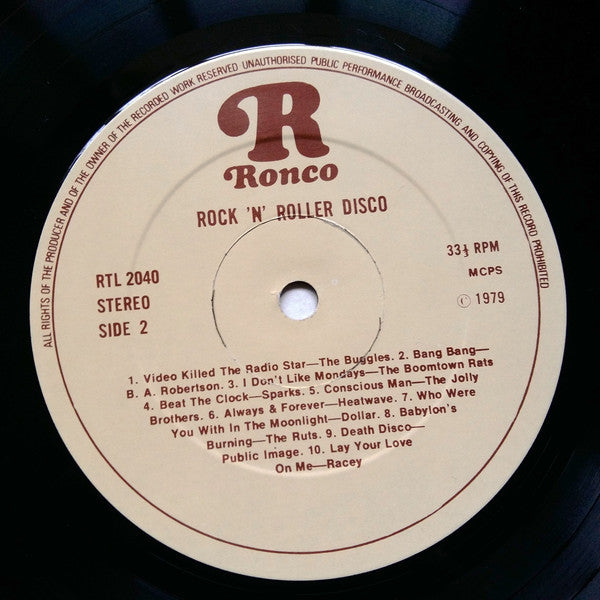 ALL RIGHTS OF THE PRODUCER AND OF THE OWNER OF THE RECORDED WORK RESERVED UNAUTHORISED PUBLIC PERFORMANCE BROADCASTING AND COPYING OF THIS RECORD PROHIBITED
R
Ronco
ROCK 'N' ROLLER DISCO
RTL 2040
STEREO
SIDE 2
33⅓ RPM
MCPS
© 1979
1. Video Killed The Radio Star—The Buggles. 2. Bang Bang—
B. A. Robertson. 3. I Don't Like Mondays—The Boomtown Rats
4. Beat The Clock—Sparks. 5. Conscious Man—The Jolly
Brothers. 6. Always & Forever—Heatwave. 7. Who Were
You With In The Moonlight—Dollar. 8. Babylon's
Burning—The Ruts. 9. Death Disco—
Public Image. 10. Lay Your Love
On Me—Racey